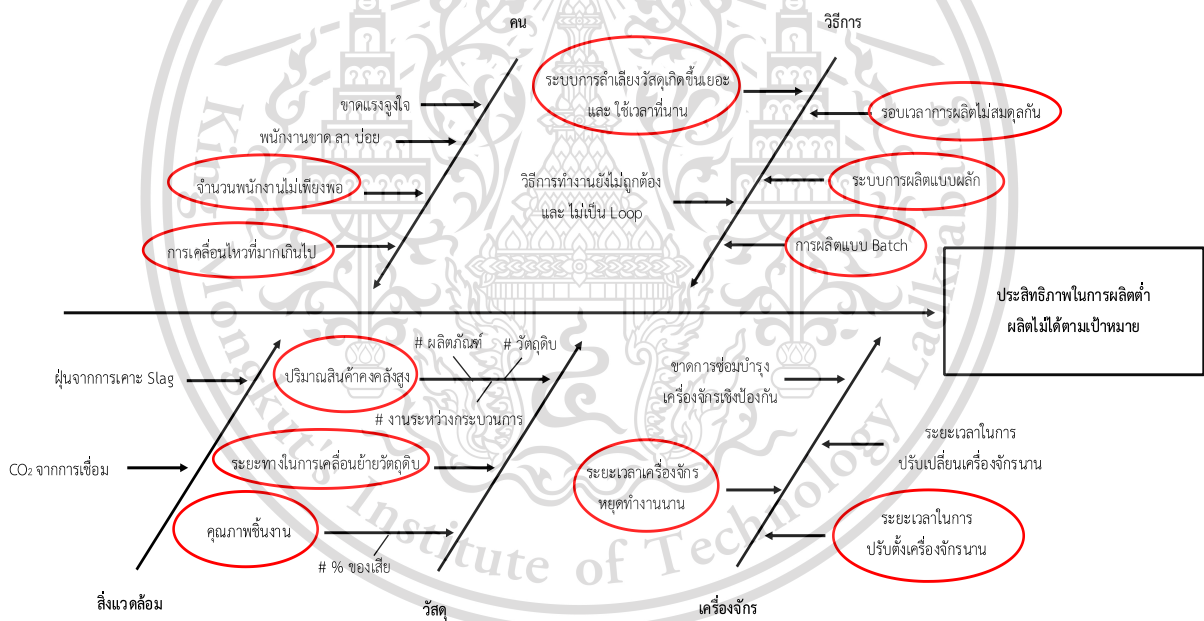 คน
วิธีการ
ขาดแรงจูงใจ
พนักงานขาด ลา บ่อย
จำนวนพนักงานไม่เพียงพอ
การเคลื่อนไหวที่มากเกินไป
ระบบการลำเลียงวัสดุเกิดขึ้นเยอะ
และ ใช้เวลาที่นาน
วิธีการทำงานยังไม่ถูกต้อง
และ ไม่เป็น Loop
รอบเวลาการผลิตไม่สมดุลกัน
ระบบการผลิตแบบผลัก
การผลิตแบบ Batch
ประสิทธิภาพในการผลิตต่ำ
ผลิตไม่ได้ตามเป้าหมาย
ฝุ่นจากการเคาะ Slag
CO₂ จากการเชื่อม
ปริมาณสินค้าคงคลังสูง
# ผลิตภัณฑ์
# วัตถุดิบ
# งานระหว่างกระบวนการ
ระยะทางในการเคลื่อนย้ายวัตถุดิบ
คุณภาพชิ้นงาน
# % ของเสีย
ขาดการซ่อมบำรุง
เครื่องจักรเชิงป้องกัน
ระยะเวลาเครื่องจักร
หยุดทำงานนาน
ระยะเวลาในการ
ปรับเปลี่ยนเครื่องจักรนาน
ระยะเวลาในการ
ปรับตั้งเครื่องจักรนาน
สิ่งแวดล้อม
วัสดุ
เครื่องจักร
King Mongkut's Institute of Technology Ladkrabang